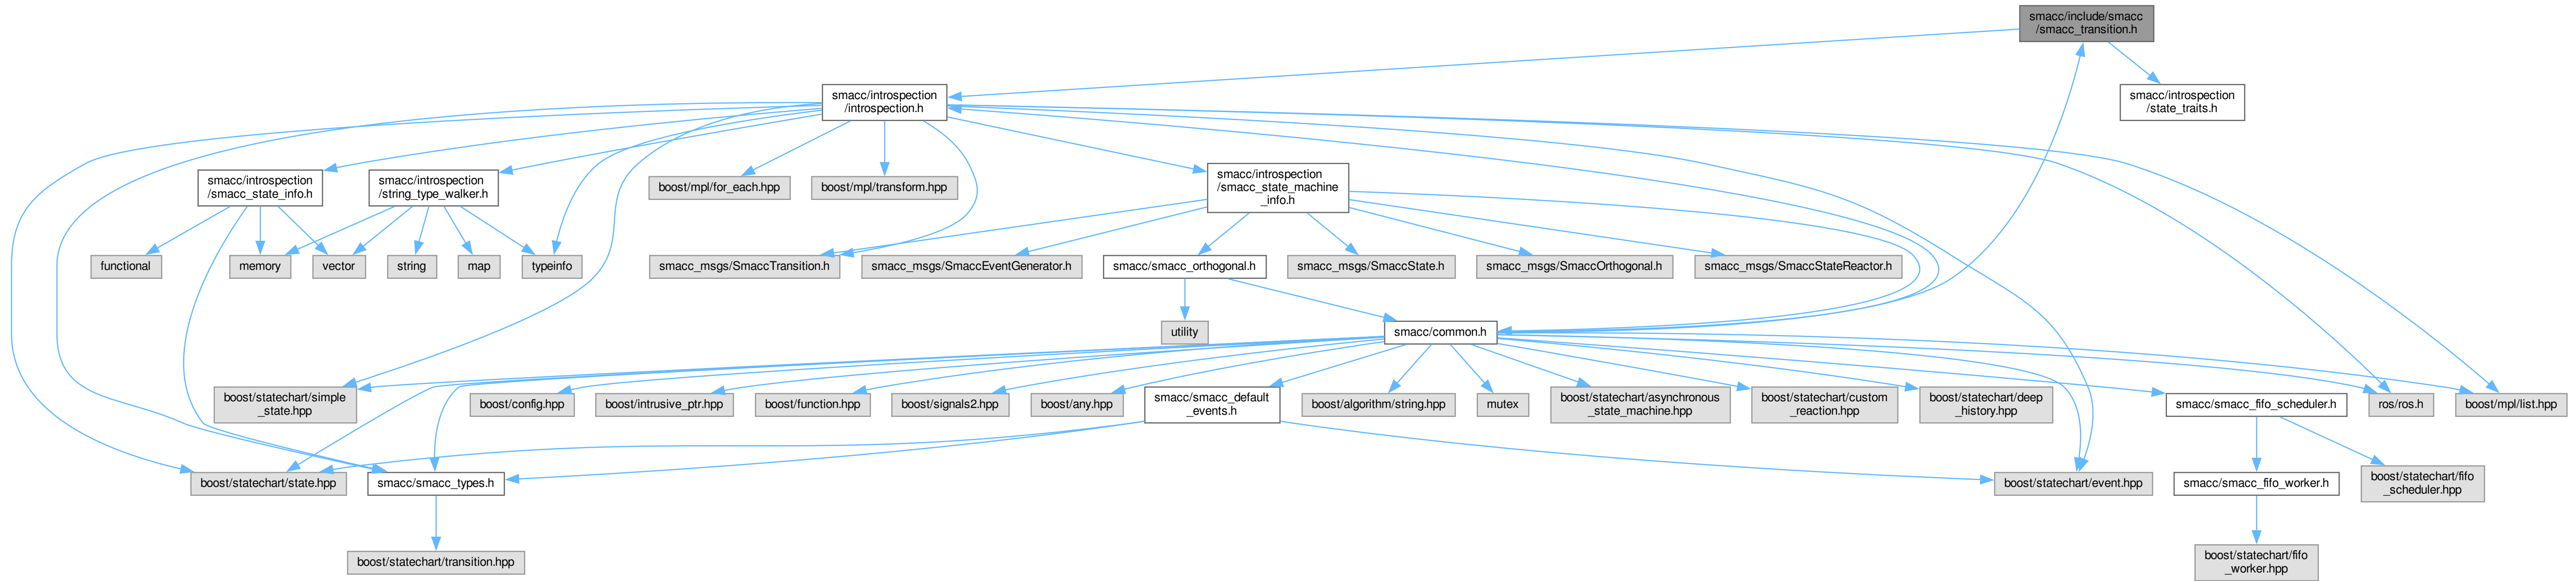 smacc/include/smacc
/smacc_transition.h
smacc/introspection
/introspection.h
smacc/introspection
/state_traits.h
smacc/introspection
/smacc_state_info.h
smacc/introspection
/string_type_walker.h
boost/mpl/for_each.hpp
boost/mpl/transform.hpp
smacc/introspection
/smacc_state_machine
_info.h
functional
memory
vector
string
map
typeinfo
smacc_msgs/SmaccTransition.h
smacc_msgs/SmaccEventGenerator.h
smacc/smacc_orthogonal.h
smacc_msgs/SmaccState.h
smacc_msgs/SmaccOrthogonal.h
smacc_msgs/SmaccStateReactor.h
utility
smacc/common.h
boost/statechart/simple
_state.hpp
boost/config.hpp
boost/intrusive_ptr.hpp
boost/function.hpp
boost/signals2.hpp
boost/any.hpp
smacc/smacc_default
_events.h
boost/algorithm/string.hpp
mutex
boost/statechart/asynchronous
_state_machine.hpp
boost/statechart/custom
_reaction.hpp
boost/statechart/deep
_history.hpp
smacc/smacc_fifo_scheduler.h
ros/ros.h
boost/mpl/list.hpp
boost/statechart/state.hpp
smacc/smacc_types.h
boost/statechart/event.hpp
smacc/smacc_fifo_worker.h
boost/statechart/fifo
_scheduler.hpp
boost/statechart/transition.hpp
boost/statechart/fifo
_worker.hpp